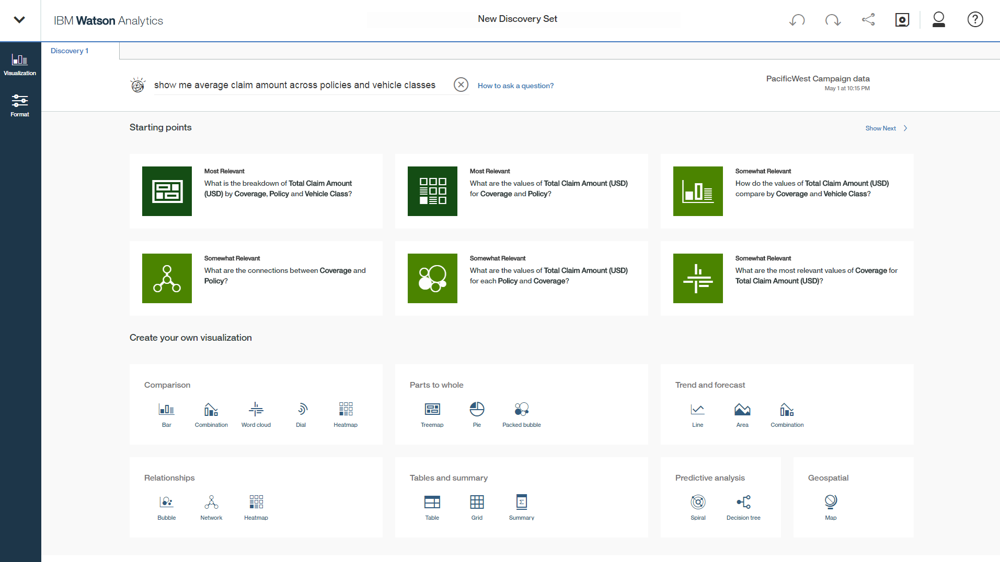 IBM Watson Analytics
New Discovery Set
?
Visualization
Format
Discovery 1
show me average claim amount across policies and vehicle classes
How to ask a question?
PacificWest Campaign data
May 1 at 10:15 PM
Starting points
Show Next
Most Relevant
What is the breakdown of Total Claim Amount
(USD) by Coverage, Policy and Vehicle Class?
Most Relevant
What are the values of Total Claim Amount (USD)
for Coverage and Policy?
Somewhat Relevant
How do the values of Total Claim Amount (USD)
compare by Coverage and Vehicle Class?
Somewhat Relevant
What are the connections between Coverage and
Policy?
Somewhat Relevant
What are the values of Total Claim Amount (USD)
for each Policy and Coverage?
Somewhat Relevant
What are the most relevant values of Coverage for
Total Claim Amount (USD)?
Create your own visualization
Comparison
Bar
Combination
Word cloud
Dial
Heatmap
Parts to whole
Treemap
Pie
Packed bubble
Trend and forecast
Line
Area
Combination
Relationships
Bubble
Network
Heatmap
Tables and summary
Table
Grid
Σ
Summary
Predictive analysis
Spiral
Decision tree
Geospatial
Map